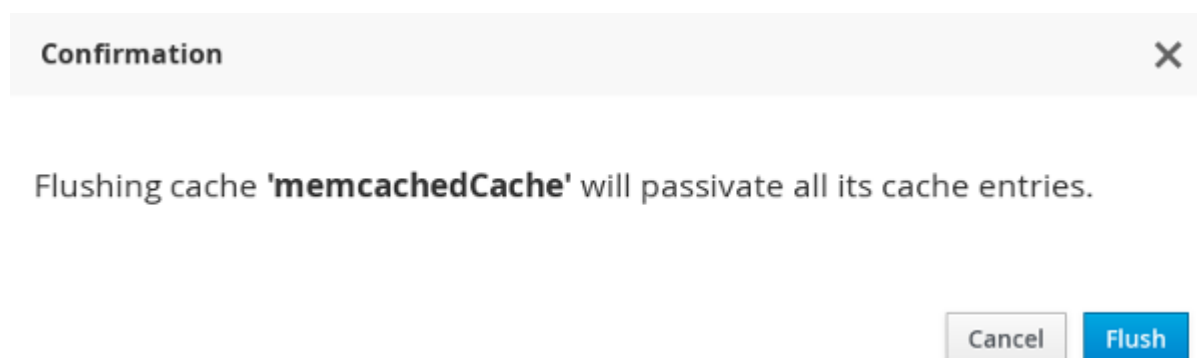 Confirmation
Flushing cache 'memcachedCache' will passivate all its cache entries.
Cancel Flush